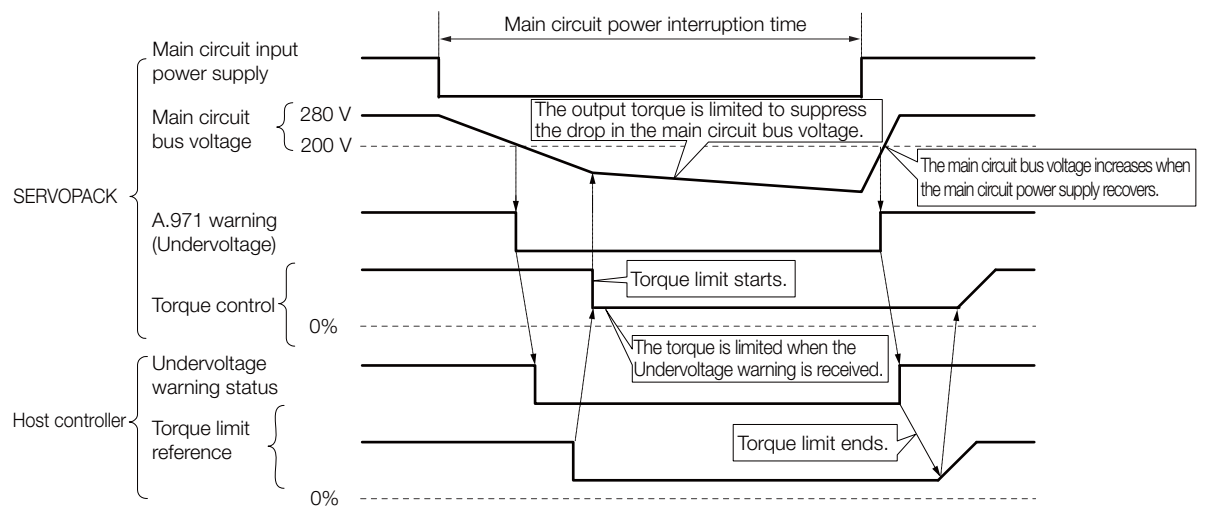 Main circuit power interruption time
Main circuit input
power supply
Main circuit
bus voltage
280 V
200 V
The output torque is limited to suppress
the drop in the main circuit bus voltage.
The main circuit bus voltage increases when
the main circuit power supply recovers.
SERVOPACK
A.971 warning
(Undervoltage)
Torque limit starts.
Torque control
0%
The torque is limited when the
Undervoltage warning is received.
Undervoltage
warning status
Host controller
Torque limit
reference
Torque limit ends.
0%